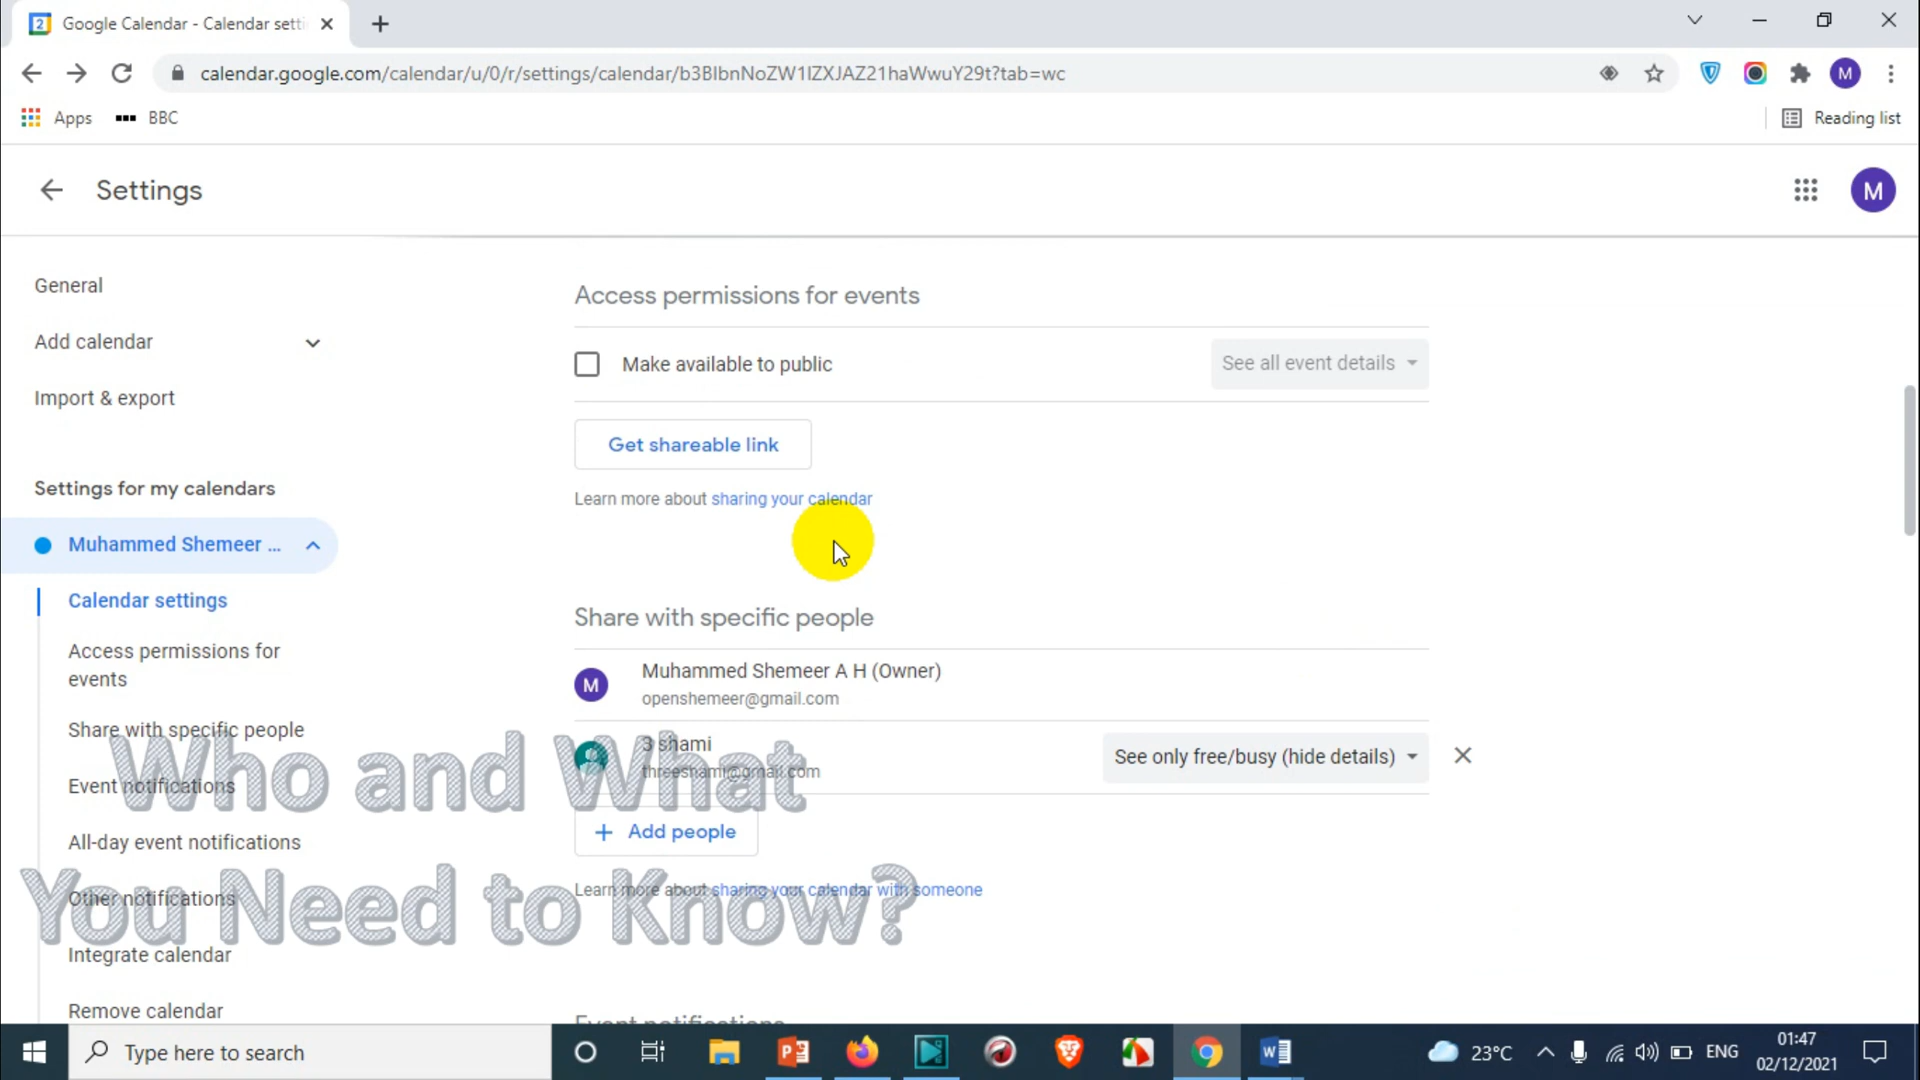 2 Google Calendar - Calendar setti
calendar.google.com/calendar/u/0/r/settings/calendar/b3BlbnNoZW1lZXJAZ21haWwuY29t?tab=wc
M
Apps BBC
Reading list
Settings
M
General
Add calendar
Import & export
Settings for my calendars
Muhammed Shemeer ...
Calendar settings
Access permissions for
events
Share with specific people
Event notifications
All-day event notifications
Other notifications
Integrate calendar
Remove calendar
Access permissions for events
Make available to public
See all event details
Get shareable link
Learn more about sharing your calendar
Share with specific people
M
Muhammed Shemeer A H (Owner)
openshemeer@gmail.com
3 shami
threeshami@gmail.com
See only free/busy (hide details)
+ Add people
Learn more about sharing your calendar with someone
Event notifications
Who and What
You Need to Know?
Type here to search
23°C
ENG
01:47
02/12/2021